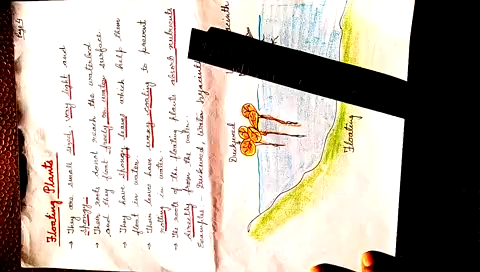 Page 4
Floating Plants
→ They are small and very light and
spongy.
→ Their roots donot reach the waterbed
and they float freely on water surface
→ They have spongy leaves which help them
float in water.
→ Their leaves have waxy coating to prevent
rotting in water.
→ The roots of the floating plants absorb nutrients
directly from the water.
Examples - Duckweed, Water hyacinth
Duckweed
Floating